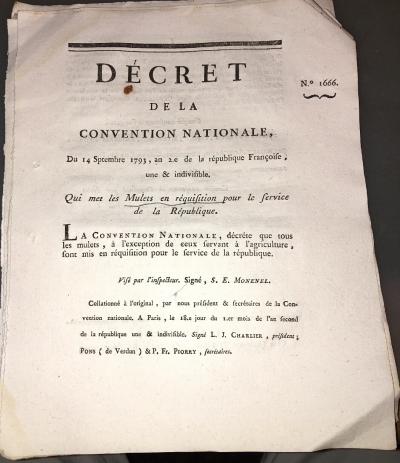 DÉCRET
N.º 1666.
DE LA
CONVENTION NATIONALE,
Du 14 Sptembre 1793, an 2.e de la république Françoise,
une & indivisible.
Qui met les Mulets en réquisition pour le service
de la République.
LA CONVENTION NATIONALE, décrète que tous
les mulets, à l'exception de ceux servant à l'agriculture,
sont mis en réquisition pour le service de la république.
Visé par l'inspecteur. Signé, S. E. MONENEL.
Collationné à l'original, par nous président & secrétaires de la Con-
vention nationale. A Paris, le 18.e jour du 1.er mois de l'an second
de la république une & indivisible. Signé L. J. CHARLIER, président;
PONS (de Verdun) & P. Fr. PIORRY, secrétaires.